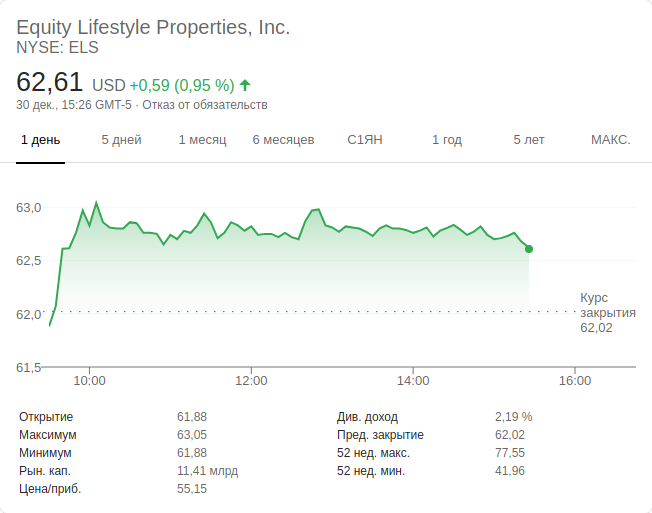 Equity Lifestyle Properties, Inc.
NYSE: ELS
62,61 USD +0,59 (0,95 %)
30 дек., 15:26 GMT-5 · Отказ от обязательств
1 день 5 дней 1 месяц 6 месяцев С1ЯН 1 год 5 лет МАКС.
63,0
62,5
62,0
61,5
Курс
закрытия
62,02
10:00 12:00 14:00 16:00
Открытие 61,88 Див. доход 2,19 %
Максимум 63,05 Пред. закрытие 62,02
Минимум 61,88 52 нед. макс. 77,55
Рын. кап. 11,41 млрд 52 нед. мин. 41,96
Цена/приб. 55,15